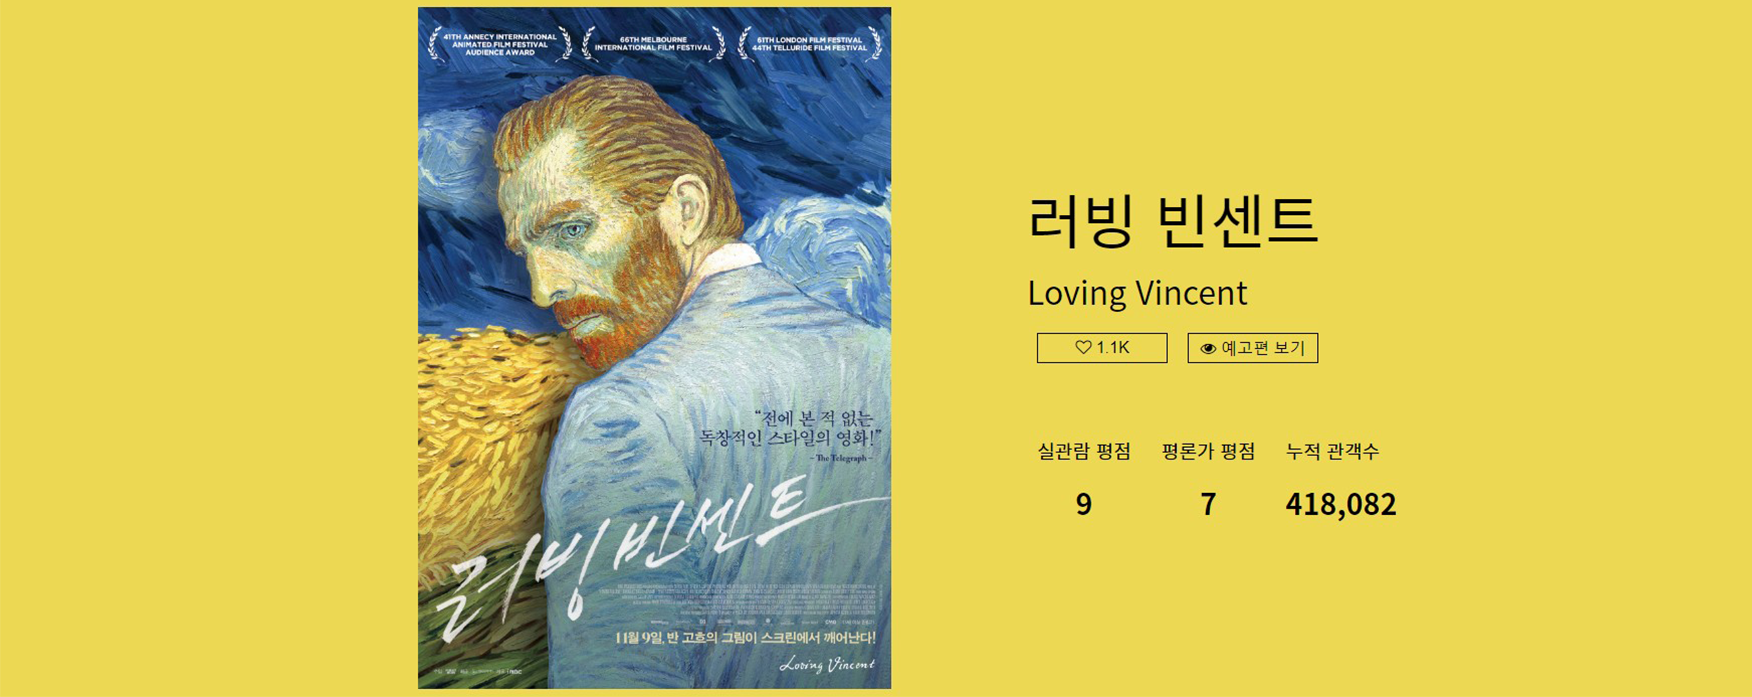 41TH ANNECY INTERNATIONAL
ANIMATED FILM FESTIVAL
AUDIENCE AWARD
66TH MELBOURNE
INTERNATIONAL FILM FESTIVAL
61TH LONDON FILM FESTIVAL
44TH TELLURIDE FILM FESTIVAL
“전에 본 적 없는
독창적인 스타일의 영화!”
- The Telegraph -
러빙 빈센트
11월 9일, 반 고흐의 그림이 스크린에서 깨어난다!
Loving Vincent
러빙 빈센트
Loving Vincent
1.1K
예고편 보기
실관람 평점 평론가 평점 누적 관객수
9 7 418,082